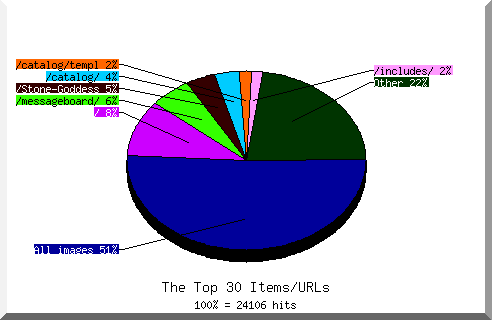 /catalog/templ 2%
/catalog/ 4%
/Stone-Goddess 5%
/messageboard/ 6%
/ 8%
/includes/ 2%
Other 22%
All images 51%
The Top 30 Items/URLs
100% = 24106 hits